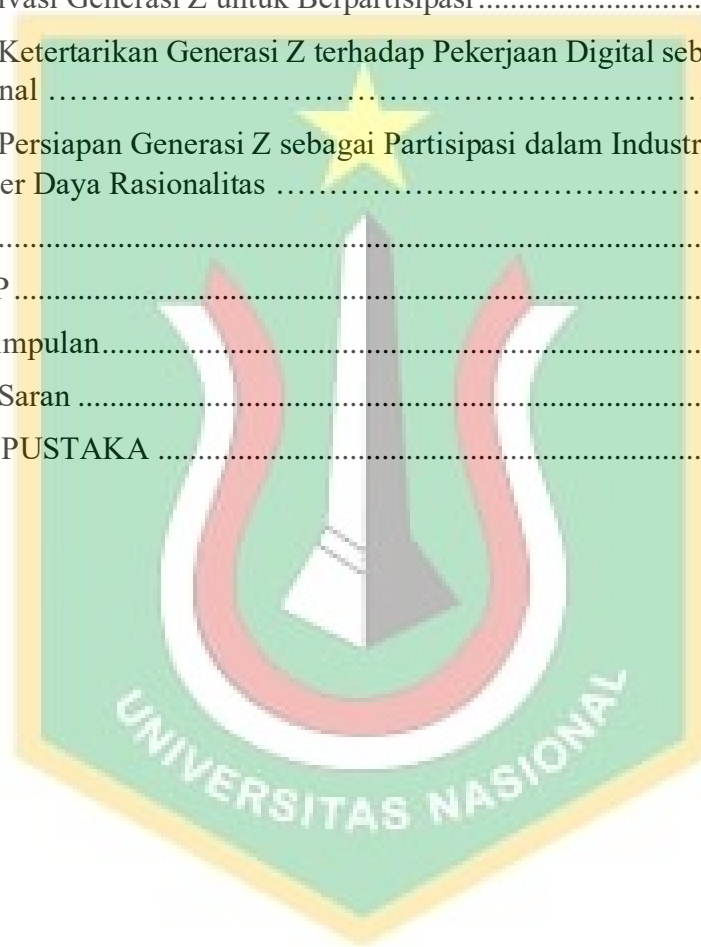 ivasi Generasi Z untuk Berpartisipasi..............................
Ketertarikan Generasi Z terhadap Pekerjaan Digital seb
nal ……………………………………………………………
Persiapan Generasi Z sebagai Partisipasi dalam Industr
er Daya Rasionalitas ………………………………………
..........................................................................................
P ........................................................................................
impulan............................................................................
Saran ................................................................................
PUSTAKA .......................................................................
UNIVERSITAS NASIONAL